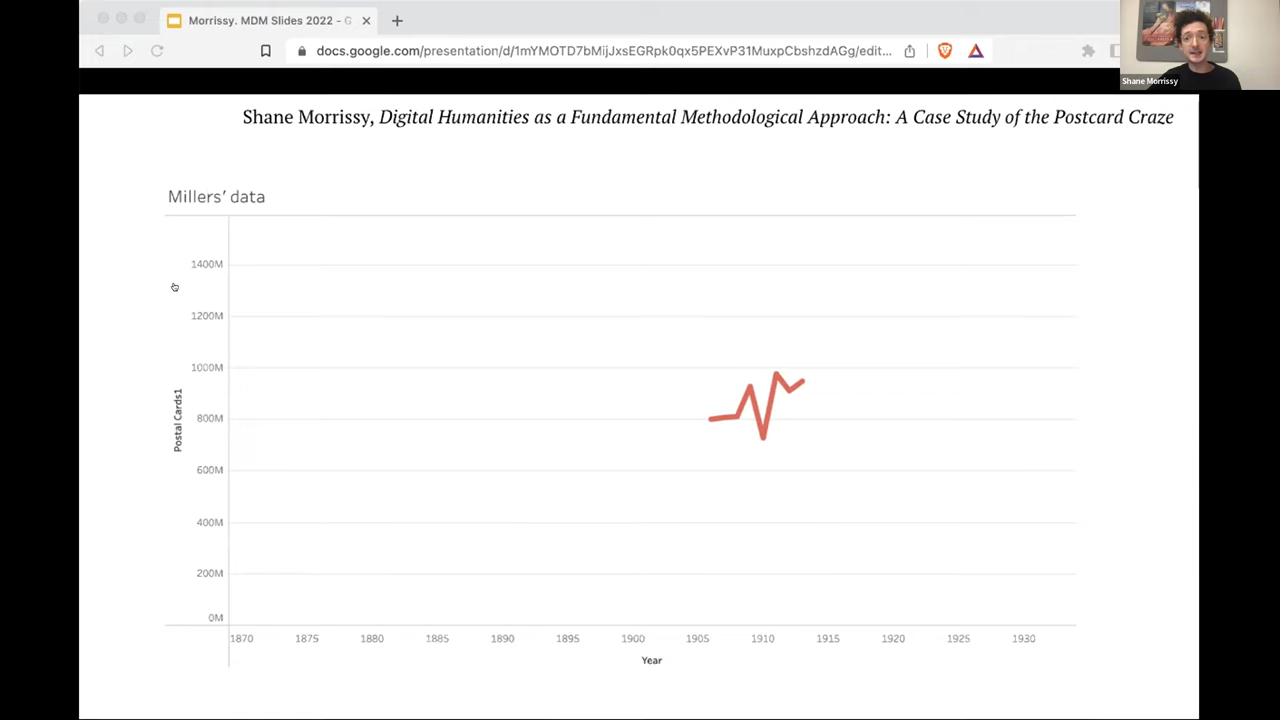 Morrissy. MDM Slides 2022 - G
docs.google.com/presentation/d/1mYMOTD7bMijJxsEGRpk0qx5PEXvP31MuxpCbshzdAGg/edit...
Shane Morrissy
Shane Morrissy, Digital Humanities as a Fundamental Methodological Approach: A Case Study of the Postcard Craze
Millers' data
1400M
1200M
1000M
800M
600M
400M
200M
0M
Postal Cards1
1870 1875 1880 1885 1890 1895 1900 1905 1910 1915 1920 1925 1930
Year